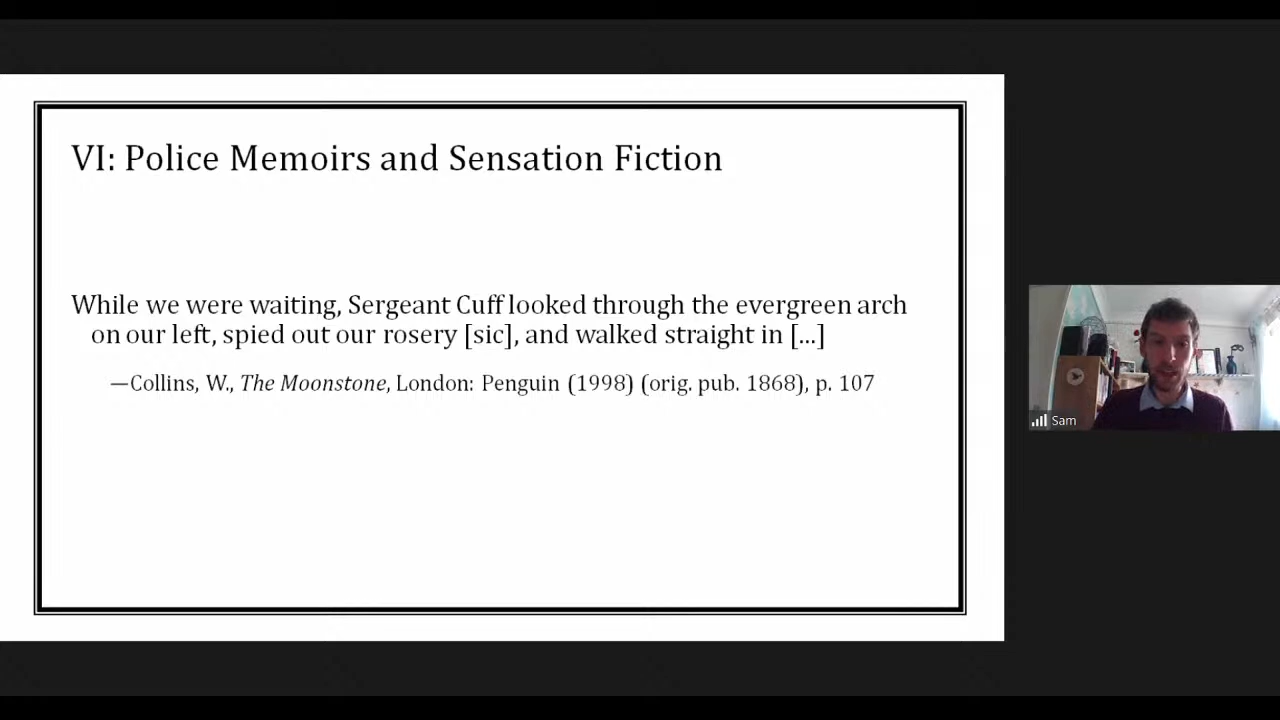 VI: Police Memoirs and Sensation Fiction
While we were waiting, Sergeant Cuff looked through the evergreen arch
on our left, spied out our rosery [sic], and walked straight in [...]
—Collins, W., The Moonstone, London: Penguin (1998) (orig. pub. 1868), p. 107
Sam